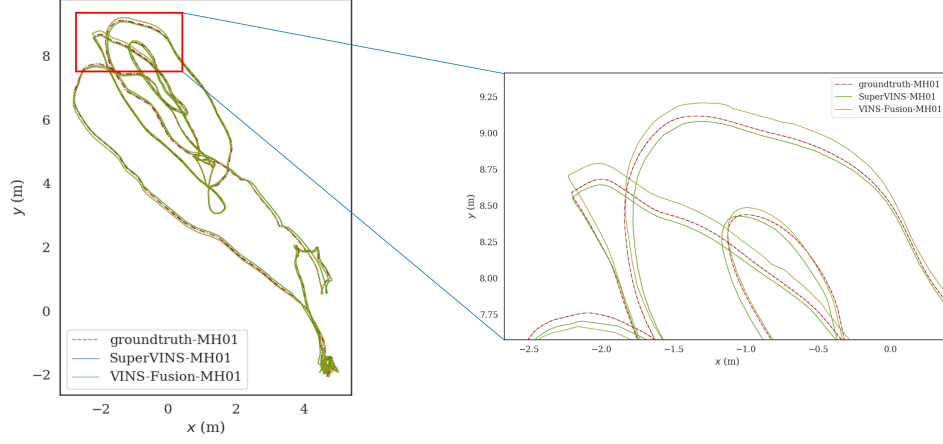 8
6
4
2
0
−2
y (m)
groundtruth-MH01
SuperVINS-MH01
VINS-Fusion-MH01
−2
0
2
4
x (m)
9.25
9.00
8.75
8.50
8.25
8.00
7.75
y (m)
groundtruth-MH01
SuperVINS-MH01
VINS-Fusion-MH01
−2.5
−2.0
−1.5
−1.0
−0.5
0.0
x (m)